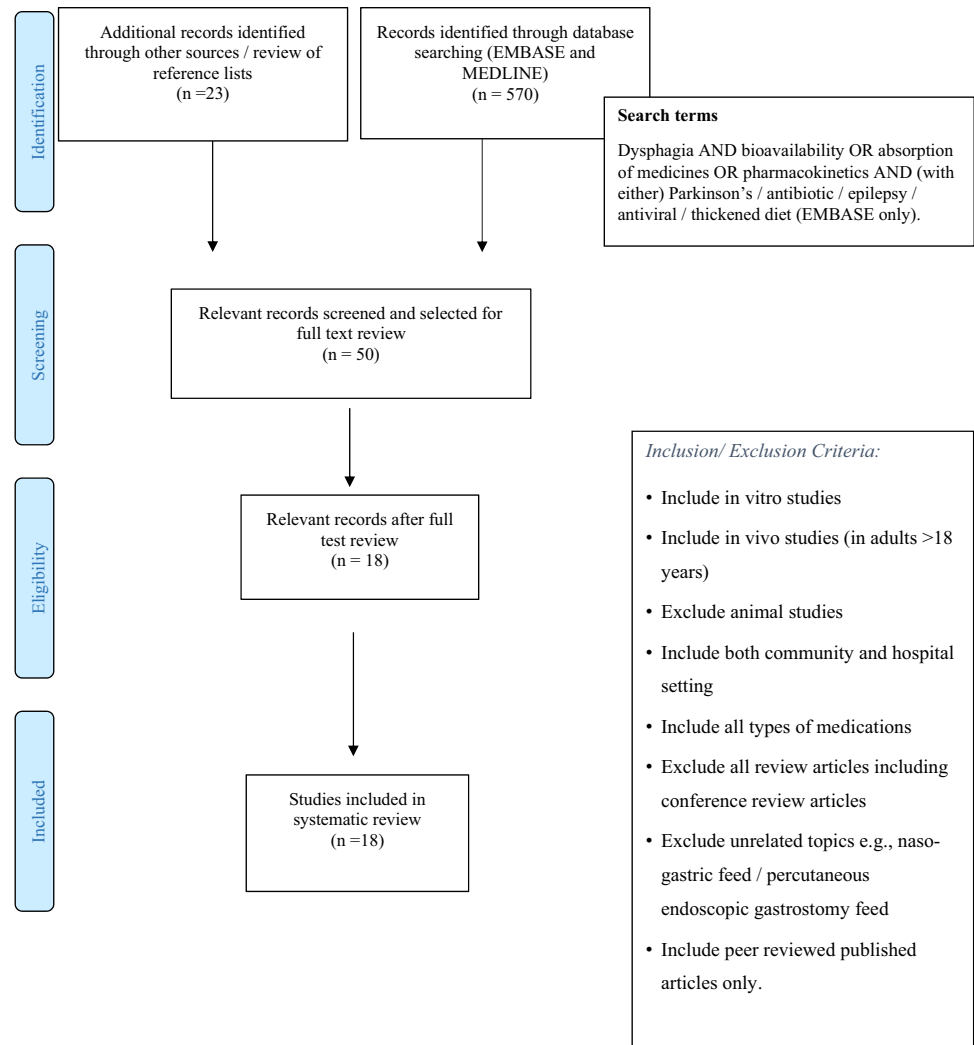 Identification
Additional records identified
through other sources / review of
reference lists
(n =23)
Records identified through database
searching (EMBASE and
MEDLINE)
(n = 570)
Search terms
Dysphagia AND bioavailability OR absorption
of medicines OR pharmacokinetics AND (with
either) Parkinson's / antibiotic / epilepsy /
antiviral / thickened diet (EMBASE only).
Screening
Relevant records screened and selected for
full text review
(n = 50)
Eligibility
Relevant records after full
test review
(n = 18)
Included
Studies included in
systematic review
(n =18)
Inclusion/ Exclusion Criteria:
• Include in vitro studies
• Include in vivo studies (in adults >18
years)
• Exclude animal studies
• Include both community and hospital
setting
• Include all types of medications
• Exclude all review articles including
conference review articles
• Exclude unrelated topics e.g., naso-
gastric feed / percutaneous
endoscopic gastrostomy feed
• Include peer reviewed published
articles only.